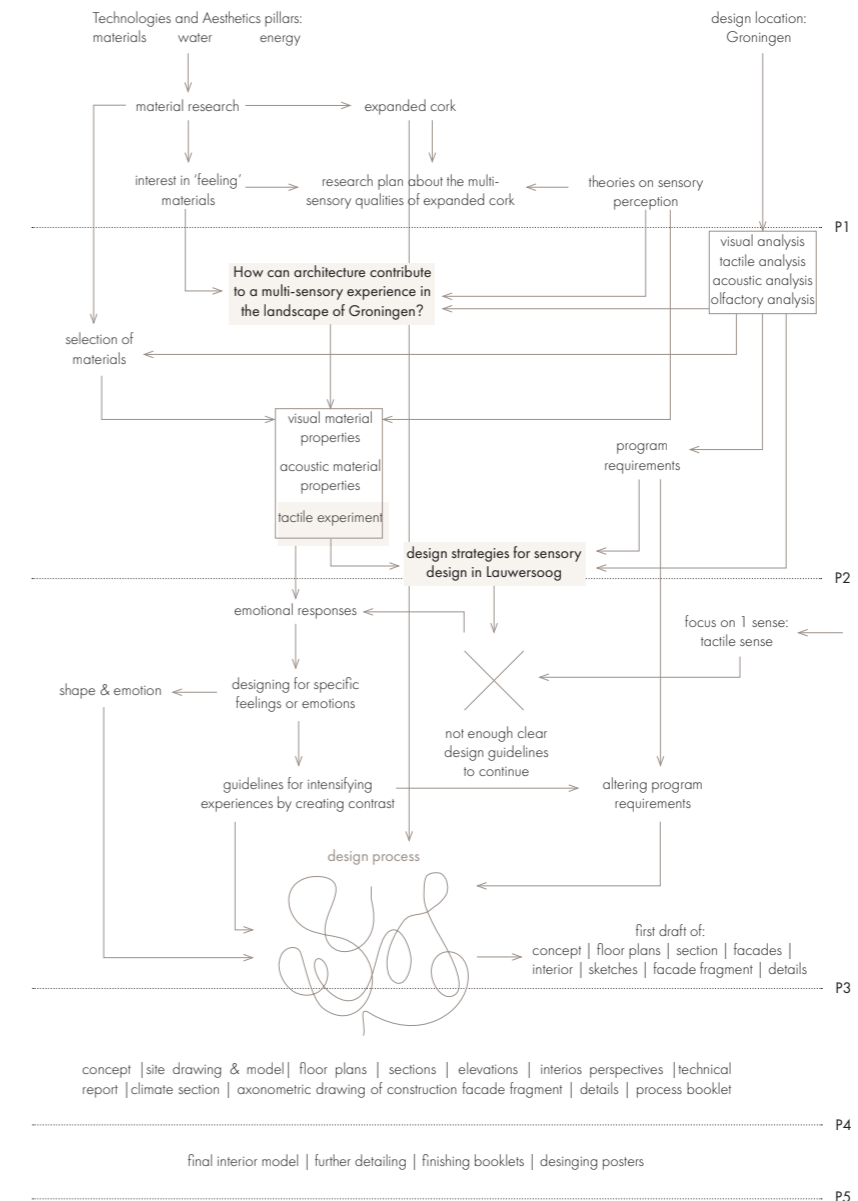 Technologies and Aesthetics pillars:
materials water energy
design location:
Groningen
material research
expanded cork
interest in 'feeling'
materials
research plan about the multi-
sensory qualities of expanded cork
theories on sensory
perception
P1
visual analysis
tactile analysis
acoustic analysis
olfactory analysis
How can architecture contribute
to a multi-sensory experience in
the landscape of Groningen?
selection of
materials
visual material
properties
acoustic material
properties
tactile experiment
program
requirements
design strategies for sensory
design in Lauwersoog
P2
emotional responses
focus on 1 sense:
tactile sense
shape & emotion
designing for specific
feelings or emotions
not enough clear
design guidelines
to continue
guidelines for intensifying
experiences by creating contrast
altering program
requirements
design process
first draft of:
concept | floor plans | section | facades |
interior | sketches | facade fragment | details
P3
concept |site drawing & model| floor plans | sections | elevations | interios perspectives |technical
report |climate section | axonometric drawing of construction facade fragment | details | process booklet
P4
final interior model | further detailing | finishing booklets | desinging posters
P5